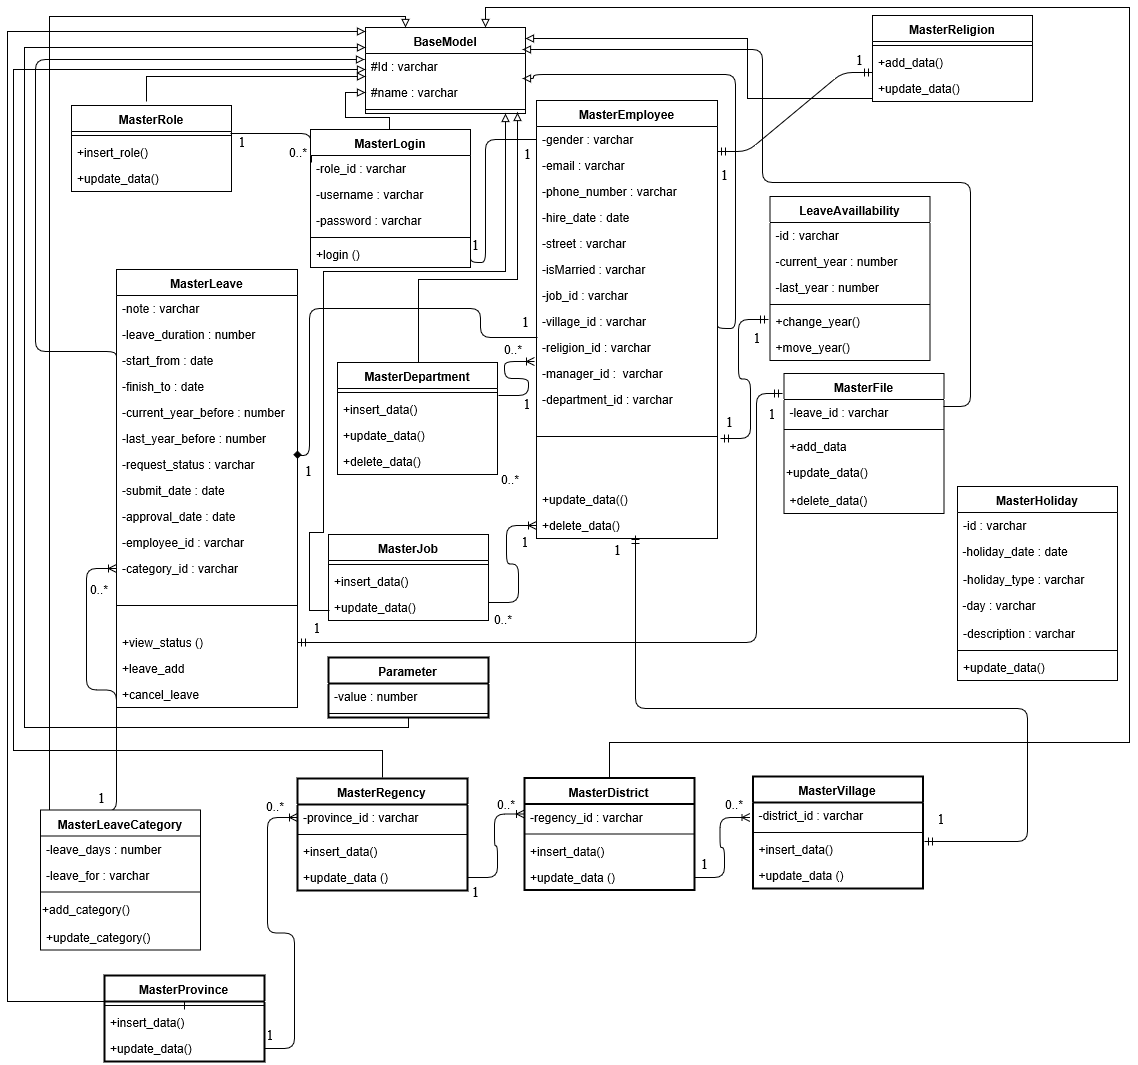 BaseModel
#Id : varchar
#name : varchar
MasterReligion
+add_data()
+update_data()
1
MasterRole
+insert_role()
+update_data()
1
0..*
MasterLogin
-role_id : varchar
-username : varchar
-password : varchar
+login ()
1
1
MasterEmployee
-gender : varchar
-email : varchar
-phone_number : varchar
-hire_date : date
-street : varchar
-isMarried : varchar
-job_id : varchar
-village_id : varchar
-religion_id : varchar
-manager_id :  varchar
-department_id : varchar
+update_data(()
+delete_data()
1
LeaveAvaillability
-id : varchar
-current_year : number
-last_year : number
+change_year()
+move_year()
1
1
MasterLeave
-note : varchar
-leave_duration : number
-start_from : date
-finish_to : date
-current_year_before : number
-last_year_before : number
-request_status : varchar
-submit_date : date
-approval_date : date
-employee_id : varchar
-category_id : varchar
+view_status ()
+leave_add
+cancel_leave
1
1
0..*
1
MasterDepartment
+insert_data()
+update_data()
+delete_data()
0..*
1
0..*
MasterFile
-leave_id : varchar
+add_data
+update_data()
+delete_data()
1
MasterHoliday
-id : varchar
-holiday_date : date
-holiday_type : varchar
-day : varchar
-description : varchar
+update_data()
MasterJob
+insert_data()
+update_data()
1
0..*
1
Parameter
-value : number
MasterRegency
-province_id : varchar
+insert_data()
+update_data ()
0..*
1
MasterDistrict
-regency_id : varchar
+insert_data()
+update_data ()
0..*
1
MasterVillage
-district_id : varchar
+insert_data()
+update_data ()
0..*
1
1
MasterLeaveCategory
-leave_days : number
-leave_for : varchar
+add_category()
+update_category()
MasterProvince
+insert_data()
+update_data()
1